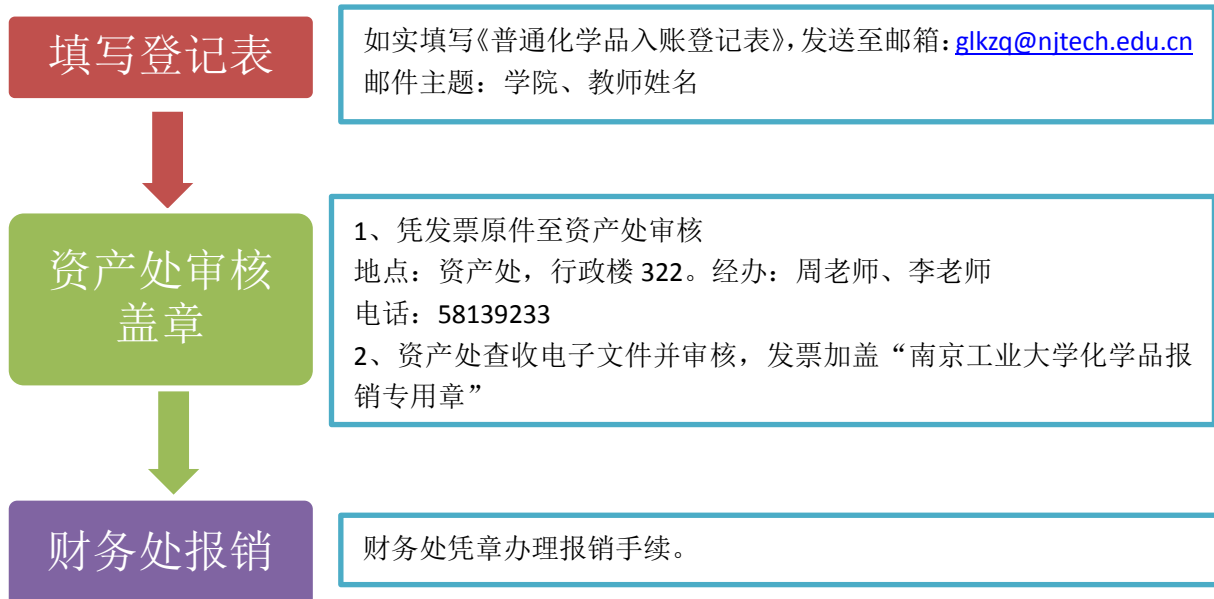 填写登记表
如实填写《普通化学品入账登记表》，发送至邮箱：glkzq@njtech.edu.cn
邮件主题：学院、教师姓名
资产处审核
盖章
1、凭发票原件至资产处审核
地点：资产处，行政楼 322。经办：周老师、李老师
电话：58139233
2、资产处查收电子文件并审核，发票加盖“南京工业大学化学品报
销专用章”
财务处报销
财务处凭章办理报销手续。